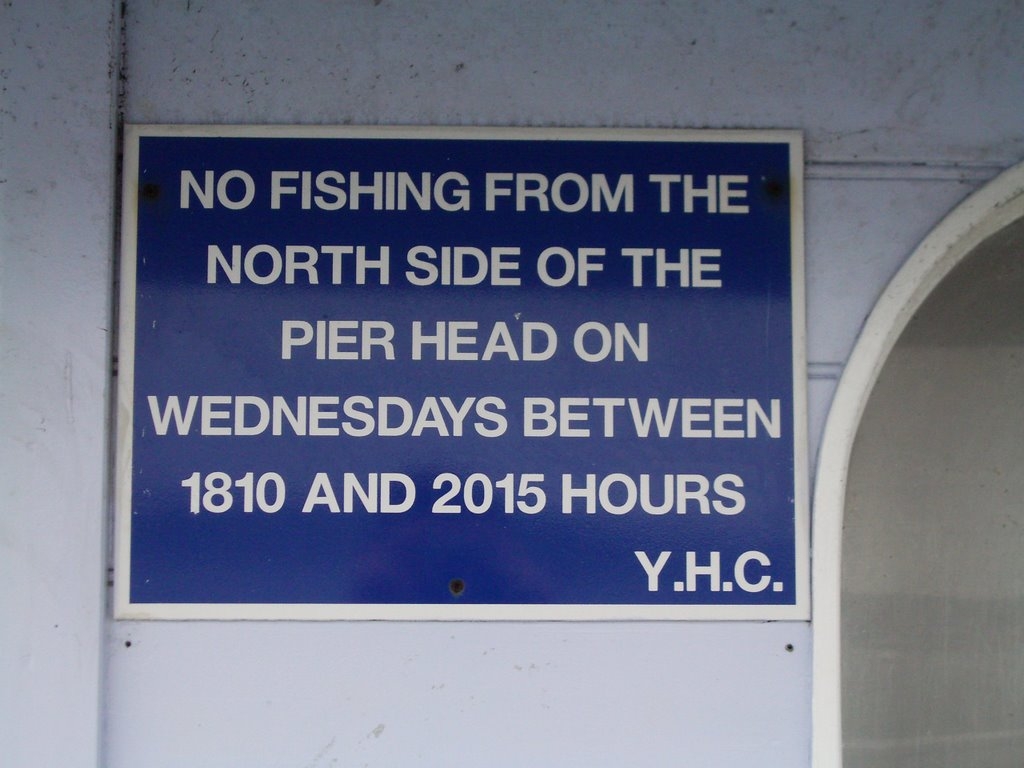 NO FISHING FROM THE
NORTH SIDE OF THE
PIER HEAD ON
WEDNESDAYS BETWEEN
1810 AND 2015 HOURS
Y.H.C.